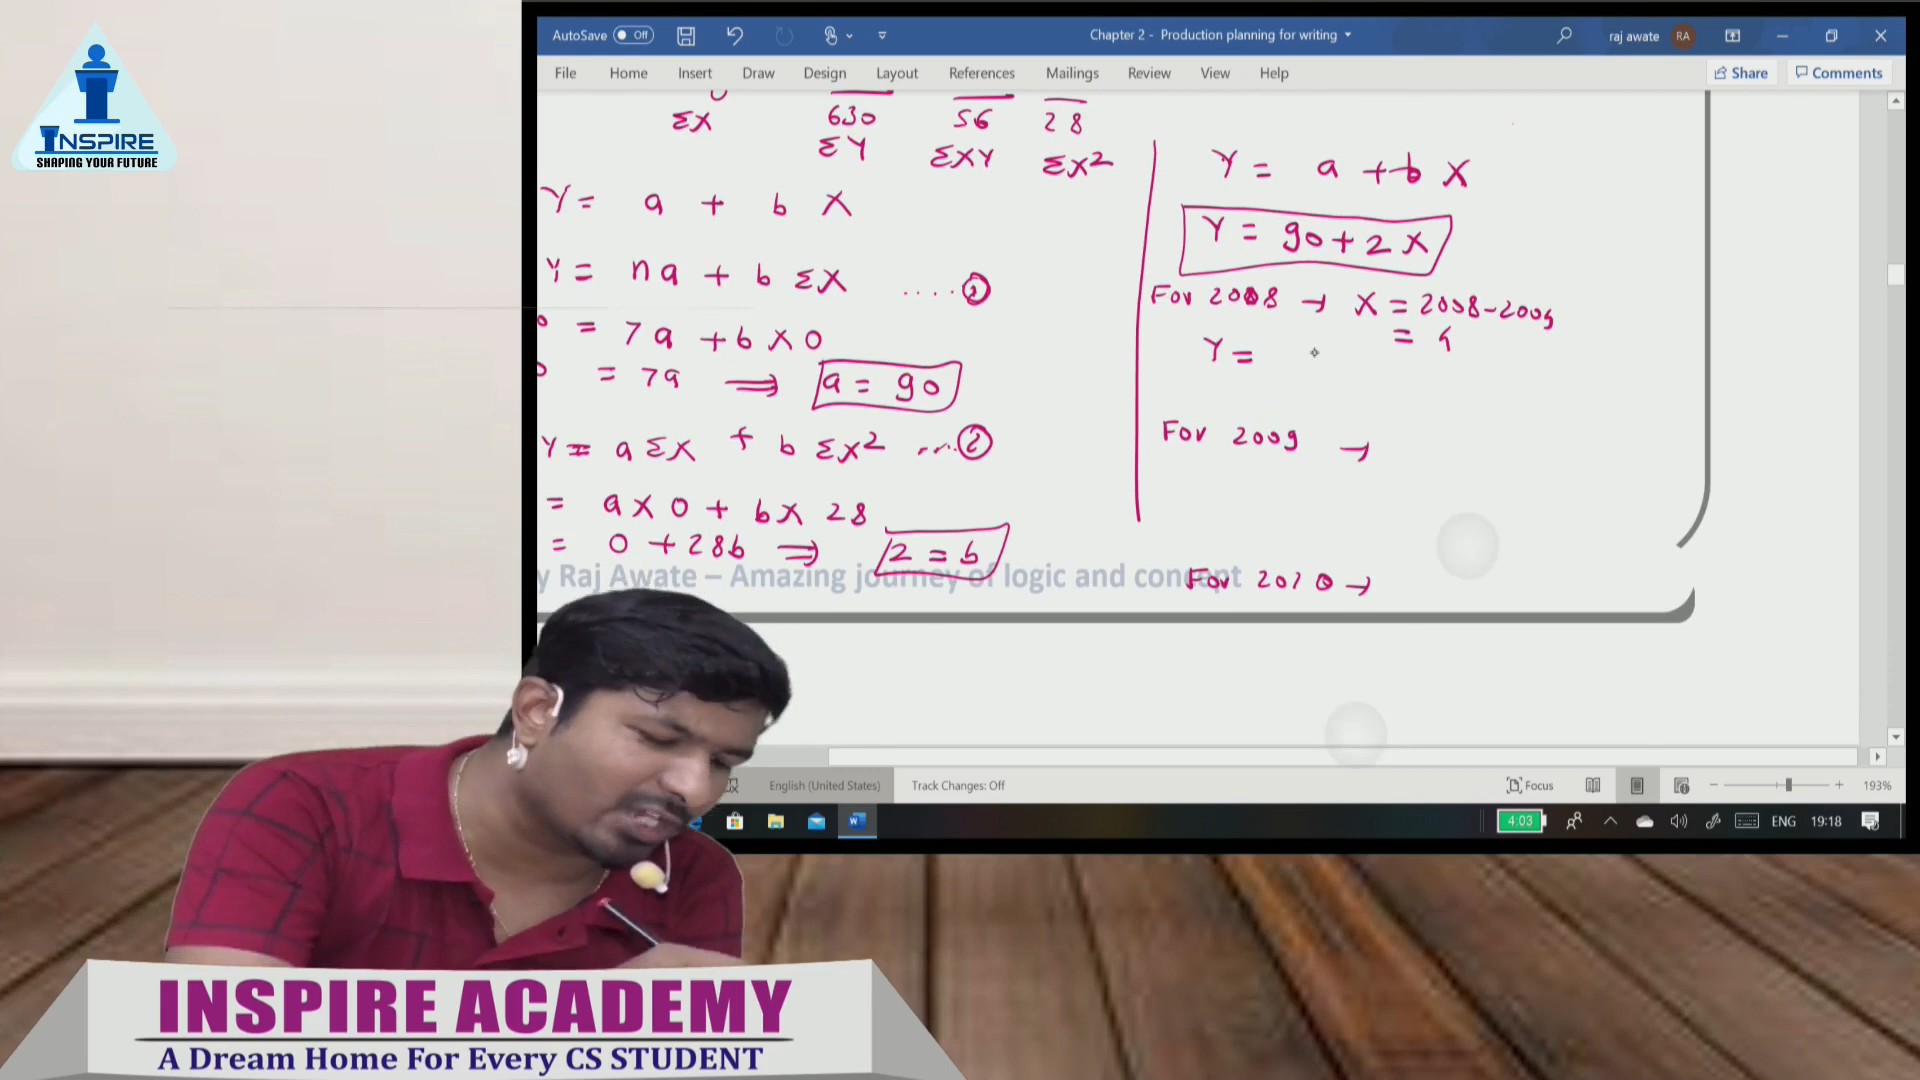 INSPIRE
SHAPING YOUR FUTURE
AutoSave Off
Chapter 2 - Production planning for writing
raj awate RA
File Home Insert Draw Design Layout References Mailings Review View Help
Share Comments
ΣX
630
ΣY
56
ΣXY
28
ΣX²
Y = a + b X
Y = na + b ΣX .... ①
= 7a + b X 0
= 7a ⟹ a = 90
Y = a ΣX + b ΣX² .... ②
= a X 0 + b X 28
= 0 + 28b ⟹ 2 = b
Y = a + b X
Y = 90 + 2 X
For 2008 → X = 2008 -
Y =
=
For 2009 →
For 2010 →
y Raj Awate – Amazing journey of logic and concept
English (United States) Track Changes: Off
Focus
193%
4:03
ENG 19:18
INSPIRE ACADEMY
A Dream Home For Every CS STUDENT